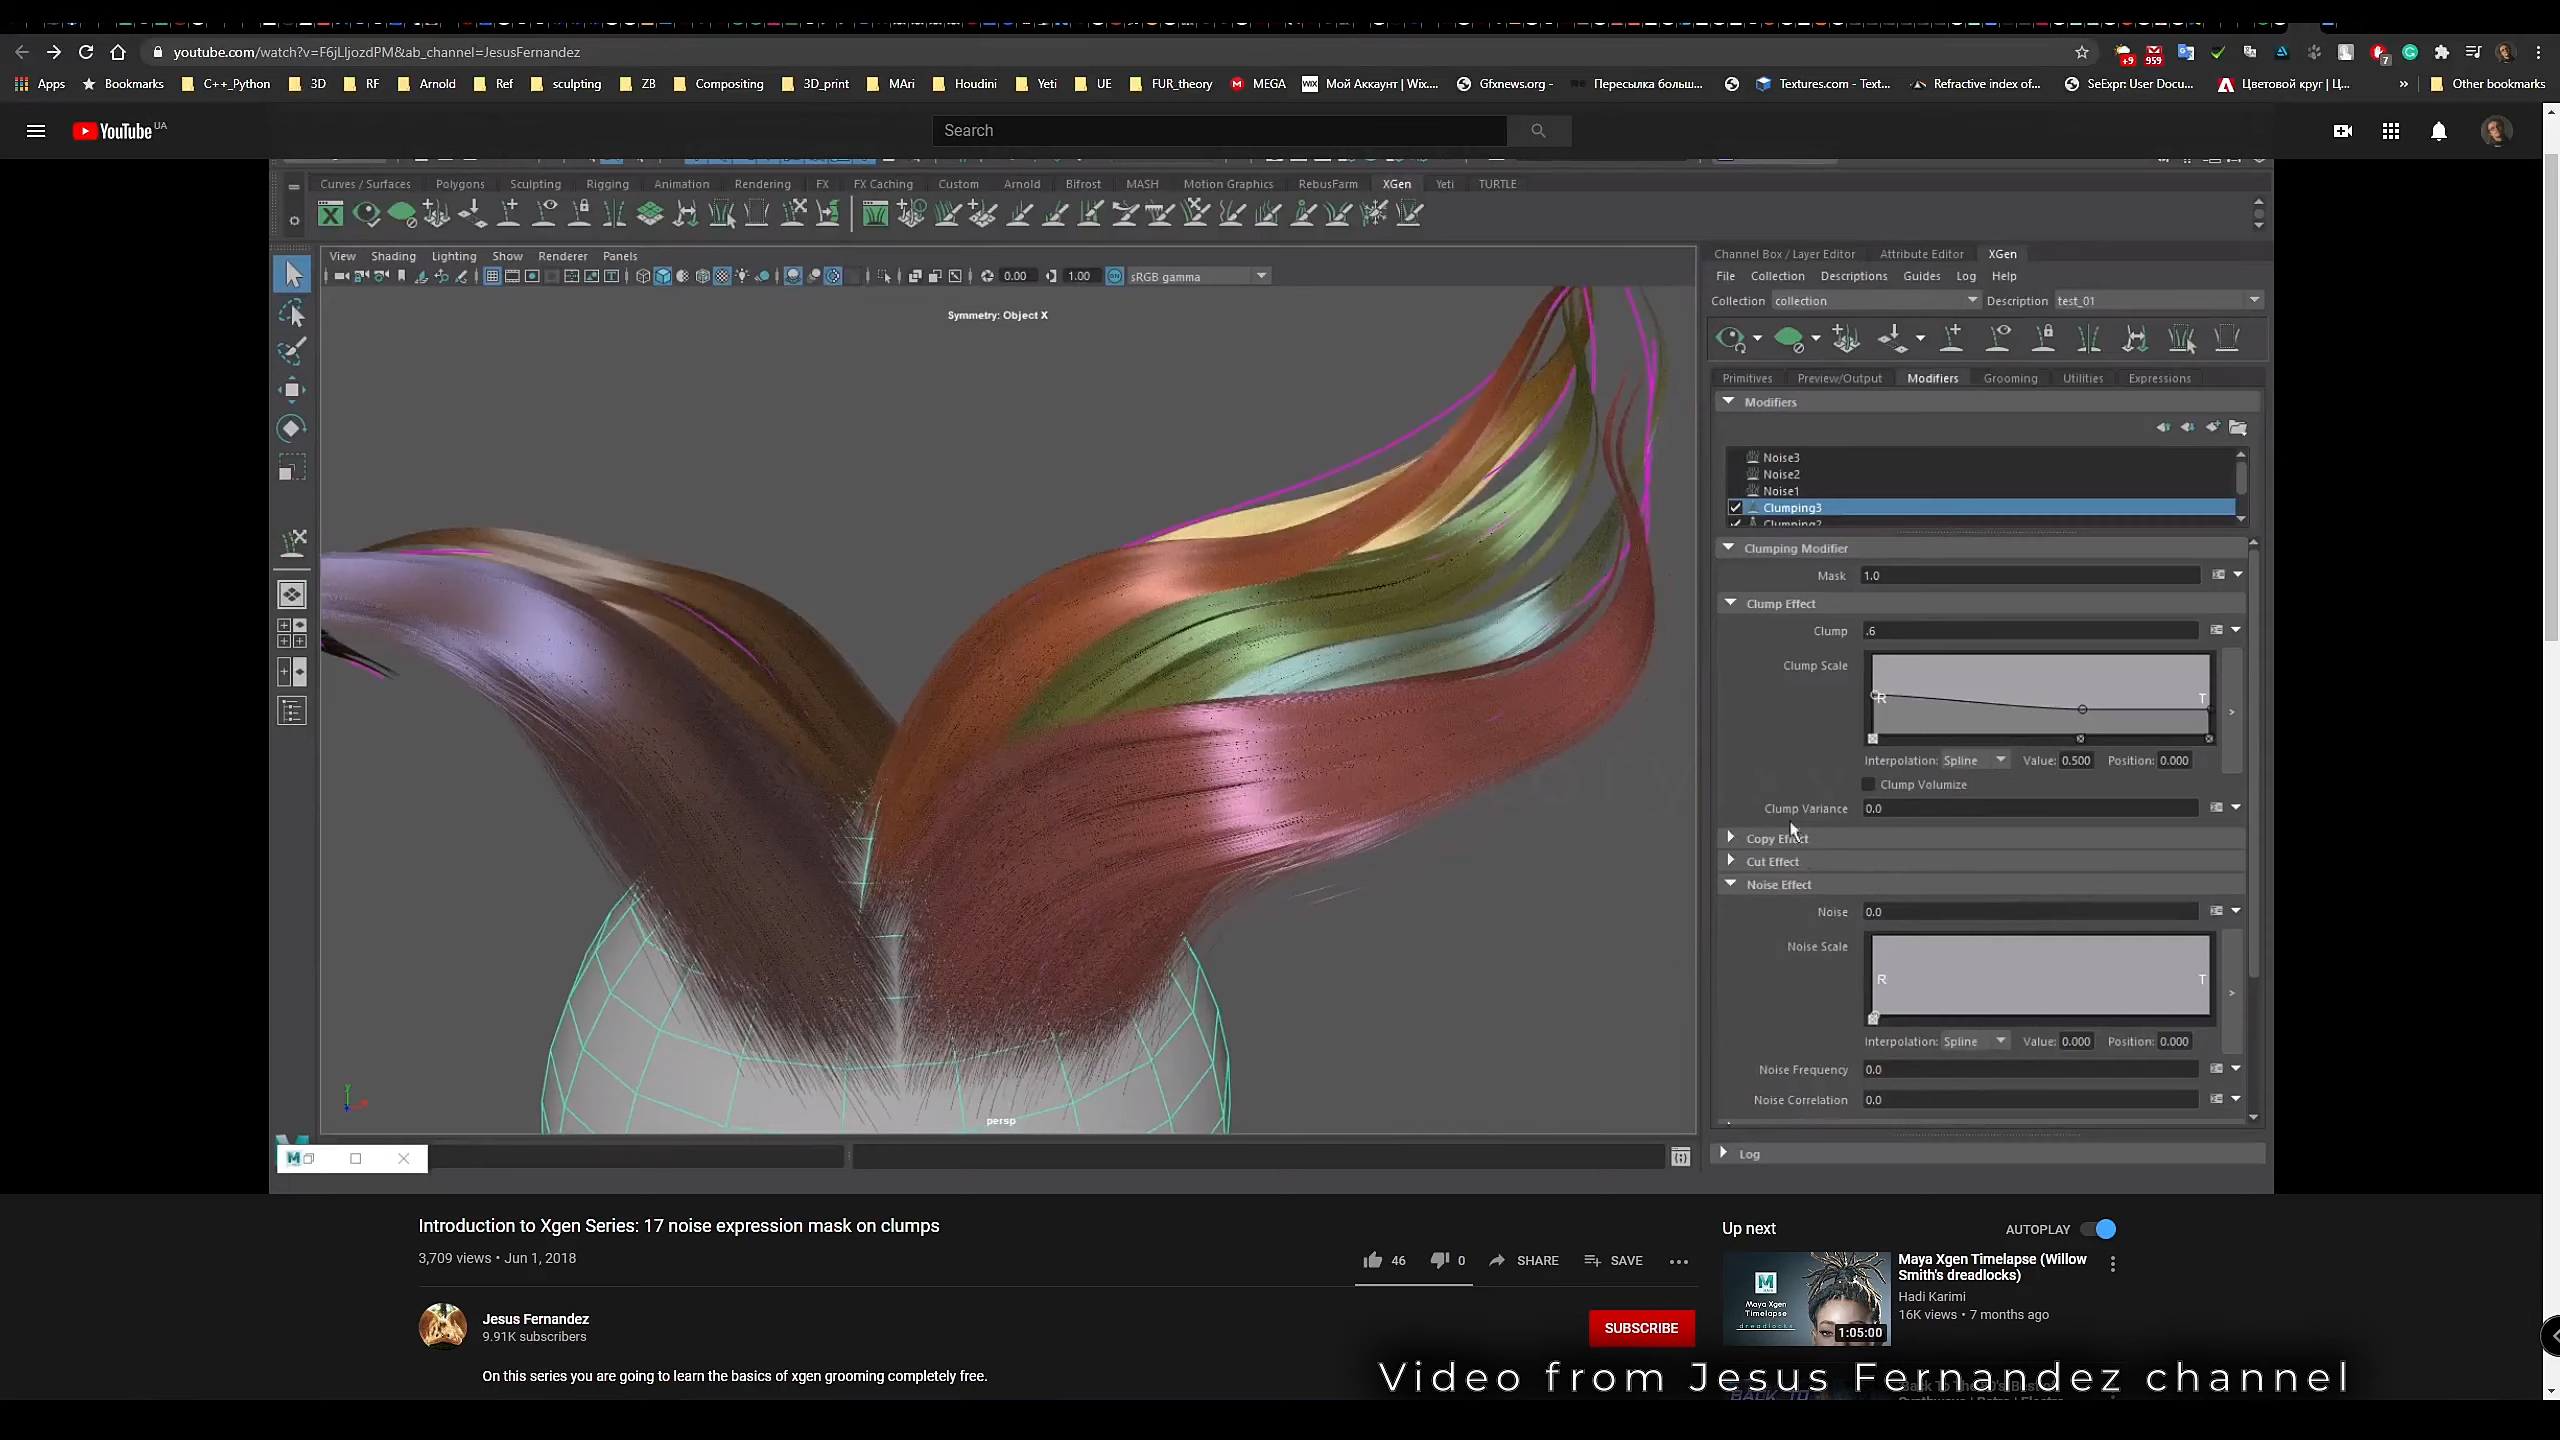 youtube.com/watch?v=F6jLljozdPM&ab_channel=JesusFernandez
+9 959 7
Apps Bookmarks C++_Python 3D RF Arnold Ref sculpting ZB Compositing 3D_print MAri Houdini Yeti UE FUR_theory MEGA Мой Аккаунт | Wix.... Gfxnews.org - Пересылка больш... Textures.com - Text... Refractive index of... SeExpr: User Docu... Цветовой круг | Ц... » Other bookmarks
YouTube UA Search
Curves / Surfaces Polygons Sculpting Rigging Animation Rendering FX FX Caching Custom Arnold Bifrost MASH Motion Graphics RebusFarm XGen Yeti TURTLE
View Shading Lighting Show Renderer Panels
0.00 1.00 sRGB gamma
Symmetry: Object X
persp
Channel Box / Layer Editor Attribute Editor XGen
File Collection Descriptions Guides Log Help
Collection collection Description test_01
Primitives Preview/Output Modifiers Grooming Utilities Expressions
Modifiers
Noise3
Noise2
Noise1
Clumping3
Clumping2
Clumping Modifier
Mask 1.0
Clump Effect
Clump .6
Clump Scale
R T
Interpolation: Spline Value: 0.500 Position: 0.000
Clump Volumize
Clump Variance 0.0
Copy Effect
Cut Effect
Noise Effect
Noise 0.0
Noise Scale
R T
Interpolation: Spline Value: 0.000 Position: 0.000
Noise Frequency 0.0
Noise Correlation 0.0
Log
Introduction to Xgen Series: 17 noise expression mask on clumps
3,709 views • Jun 1, 2018
46 0 SHARE SAVE
Jesus Fernandez
9.91K subscribers
SUBSCRIBE
On this series you are going to learn the basics of xgen grooming completely free.
Up next AUTOPLAY
Maya Xgen Timelapse dreadlocks 1:05:00
Maya Xgen Timelapse (Willow
Smith's dreadlocks)
Hadi Karimi
16K views • 7 months ago
Video from Jesus Fernandez channel